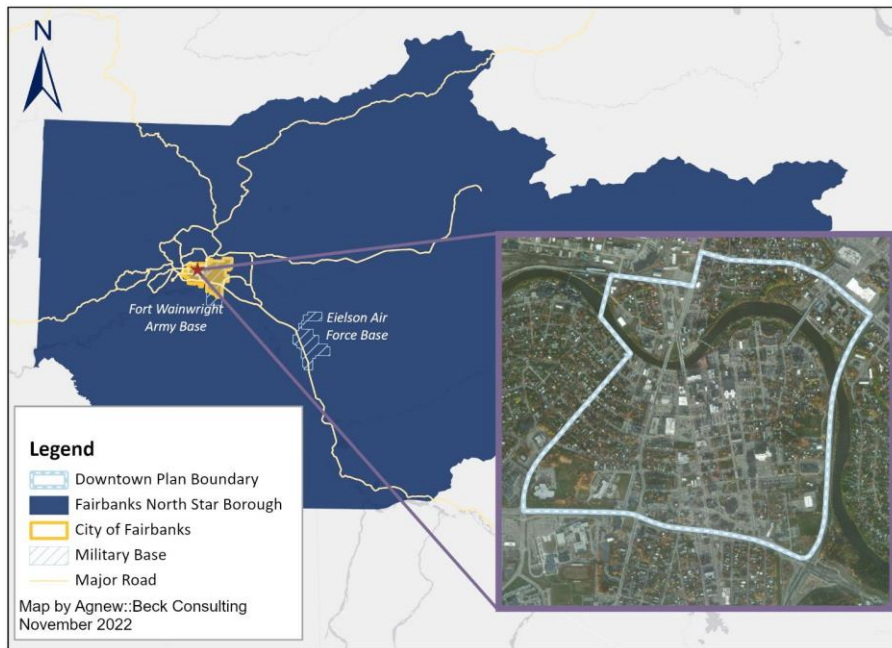 N
Fort Wainwright
Army Base
Eielson Air
Force Base
Legend
Downtown Plan Boundary
Fairbanks North Star Borough
City of Fairbanks
Military Base
Major Road
Map by Agnew::Beck Consulting
November 2022